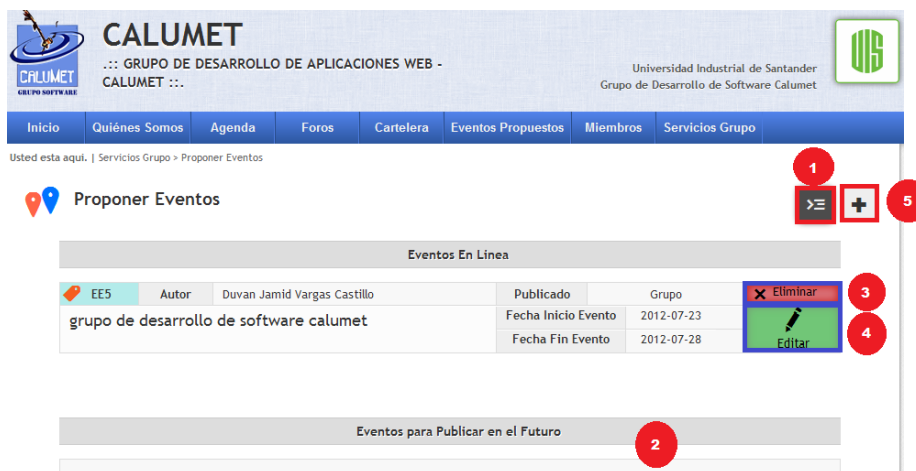 CALUMET
.:: GRUPO DE DESARROLLO DE APLICACIONES WEB -
CALUMET ::.
CALUMET
GRUPO SOFTWARE
Universidad Industrial de Santander
Grupo de Desarrollo de Software Calumet
UIS
Inicio Quiénes Somos Agenda Foros Cartelera Eventos Propuestos Miembros Servicios Grupo
Usted esta aqui. | Servicios Grupo > Proponer Eventos
1
Proponer Eventos
5
Eventos En Linea
EE5 Autor Duvan Jamid Vargas Castillo Publicado Grupo Eliminar 3
grupo de desarrollo de software calumet
Fecha Inicio Evento 2012-07-23
Fecha Fin Evento 2012-07-28
Editar 4
Eventos para Publicar en el Futuro
2